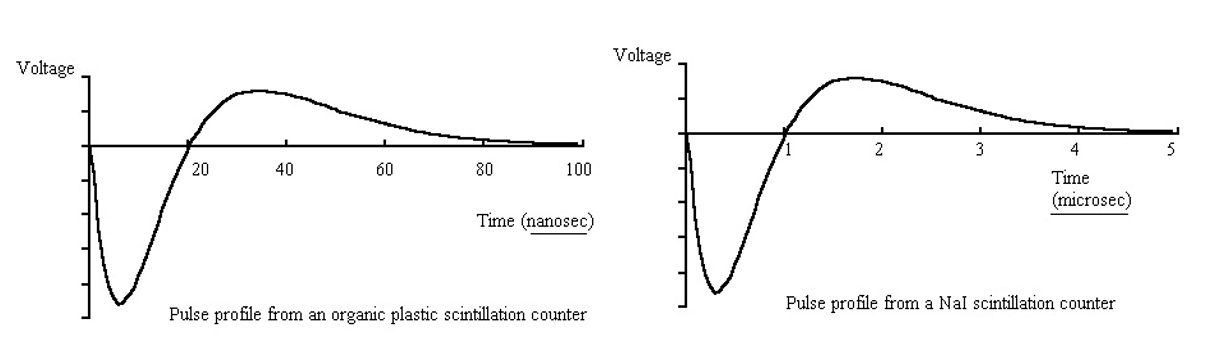 Voltage
20 40 60 80 100
Time (nanosec)
Pulse profile from an organic plastic scintillation counter
Voltage
1 2 3 4 5
Time
(microsec)
Pulse profile from a NaI scintillation counter